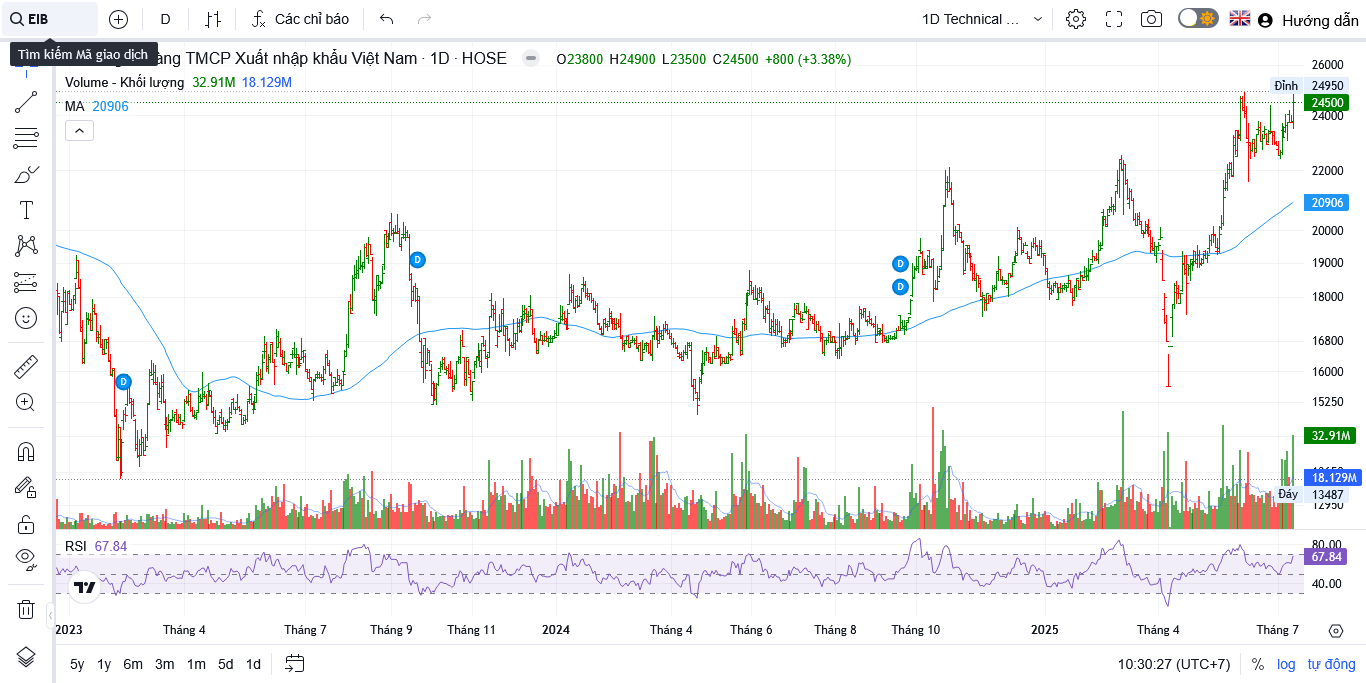 EIB
D
Các chỉ báo
1D Technical ...
Hướng dẫn
Tìm kiếm Mã giao dịch
àng TMCP Xuất nhập khẩu Việt Nam · 1D · HOSE
O23800 H24900 L23500 C24500 +800 (+3.38%)
Volume - Khối lượng 32.91M 18.129M
MA 20906
26000
Đỉnh 24950
24500
24000
22000
20906
20000
19000
18000
16800
16000
15250
32.91M
18.129M
Đáy 13487
12950
D
D
D
D
RSI 67.84
80.00
67.84
40.00
2023
Tháng 4
Tháng 7
Tháng 9
Tháng 11
2024
Tháng 4
Tháng 6
Tháng 8
Tháng 10
2025
Tháng 4
Tháng 7
5y 1y 6m 3m 1m 5d 1d
10:30:27 (UTC+7)
% log tự động